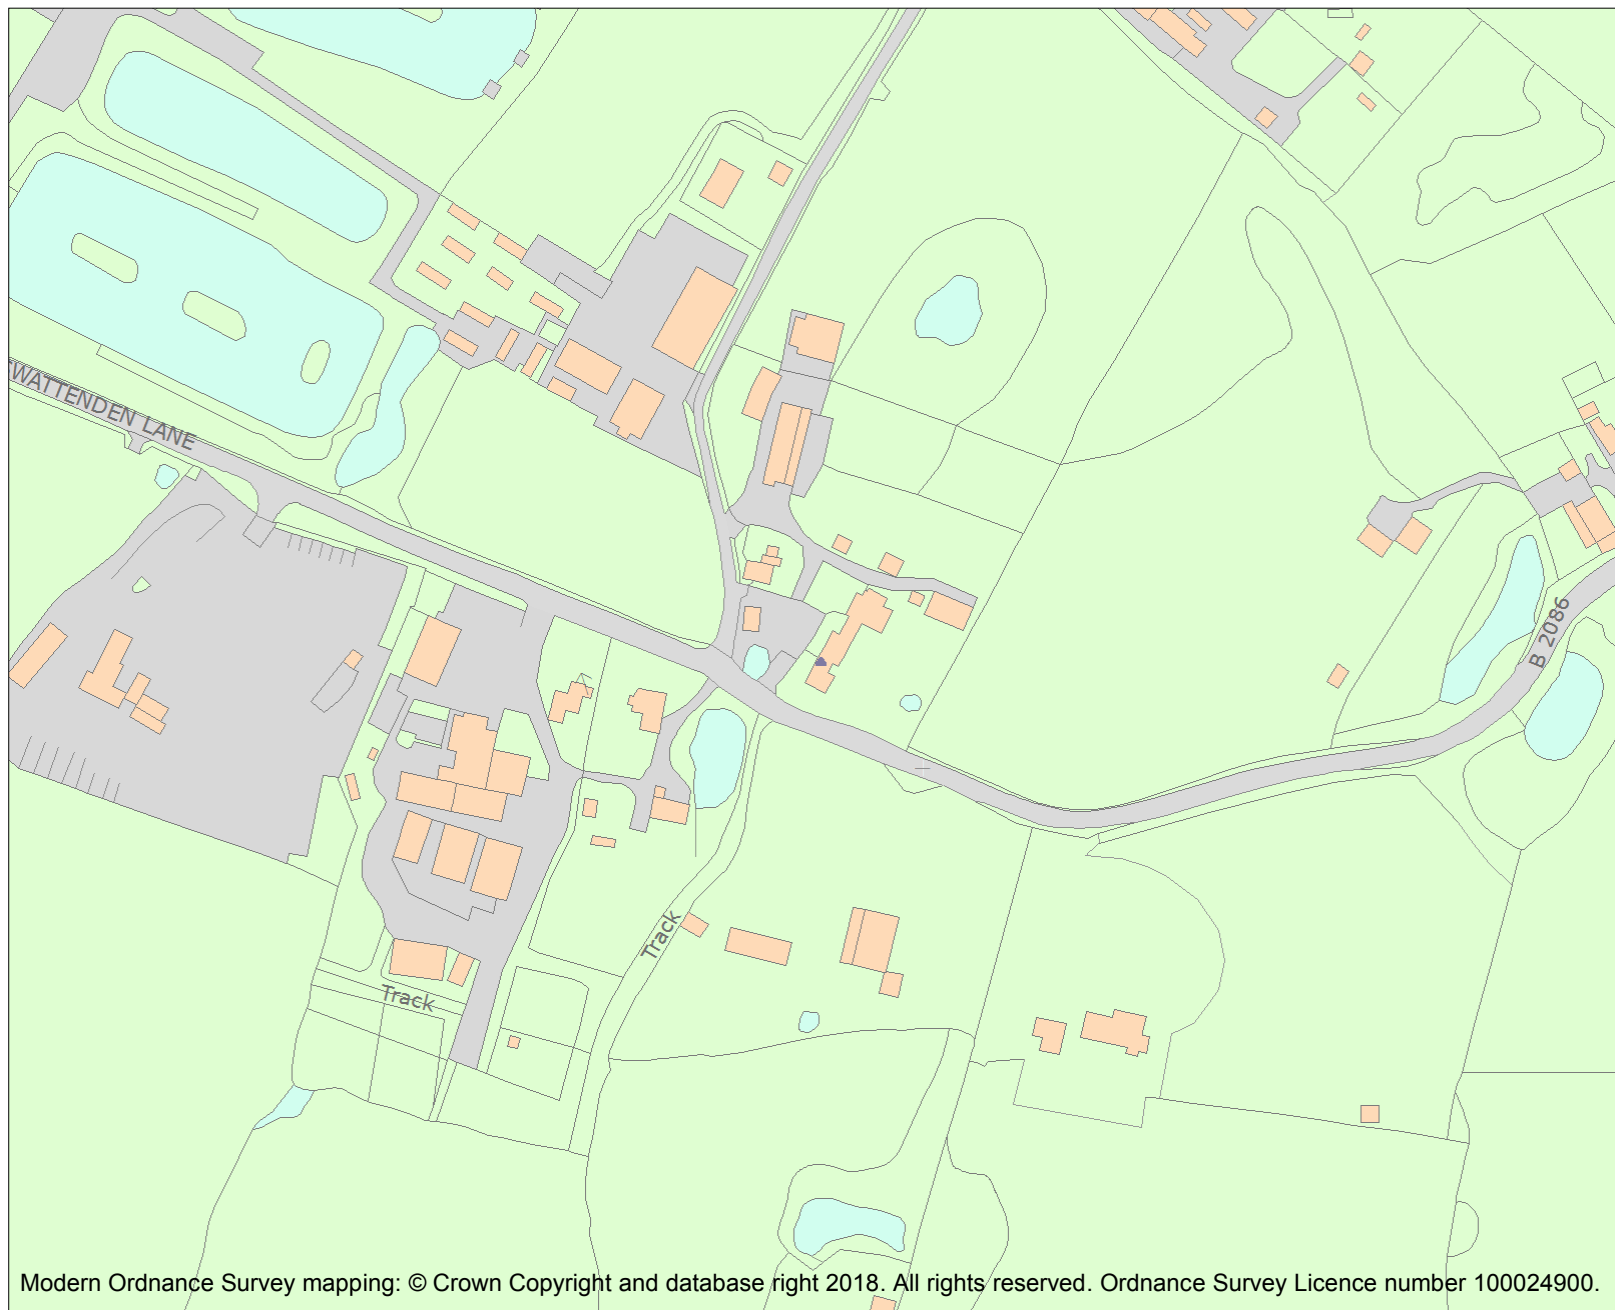 EWATTENDEN LANE
B 2086
Track
Track
Modern Ordnance Survey mapping: © Crown Copyright and database right 2018. All rights reserved. Ordnance Survey Licence number 100024900.